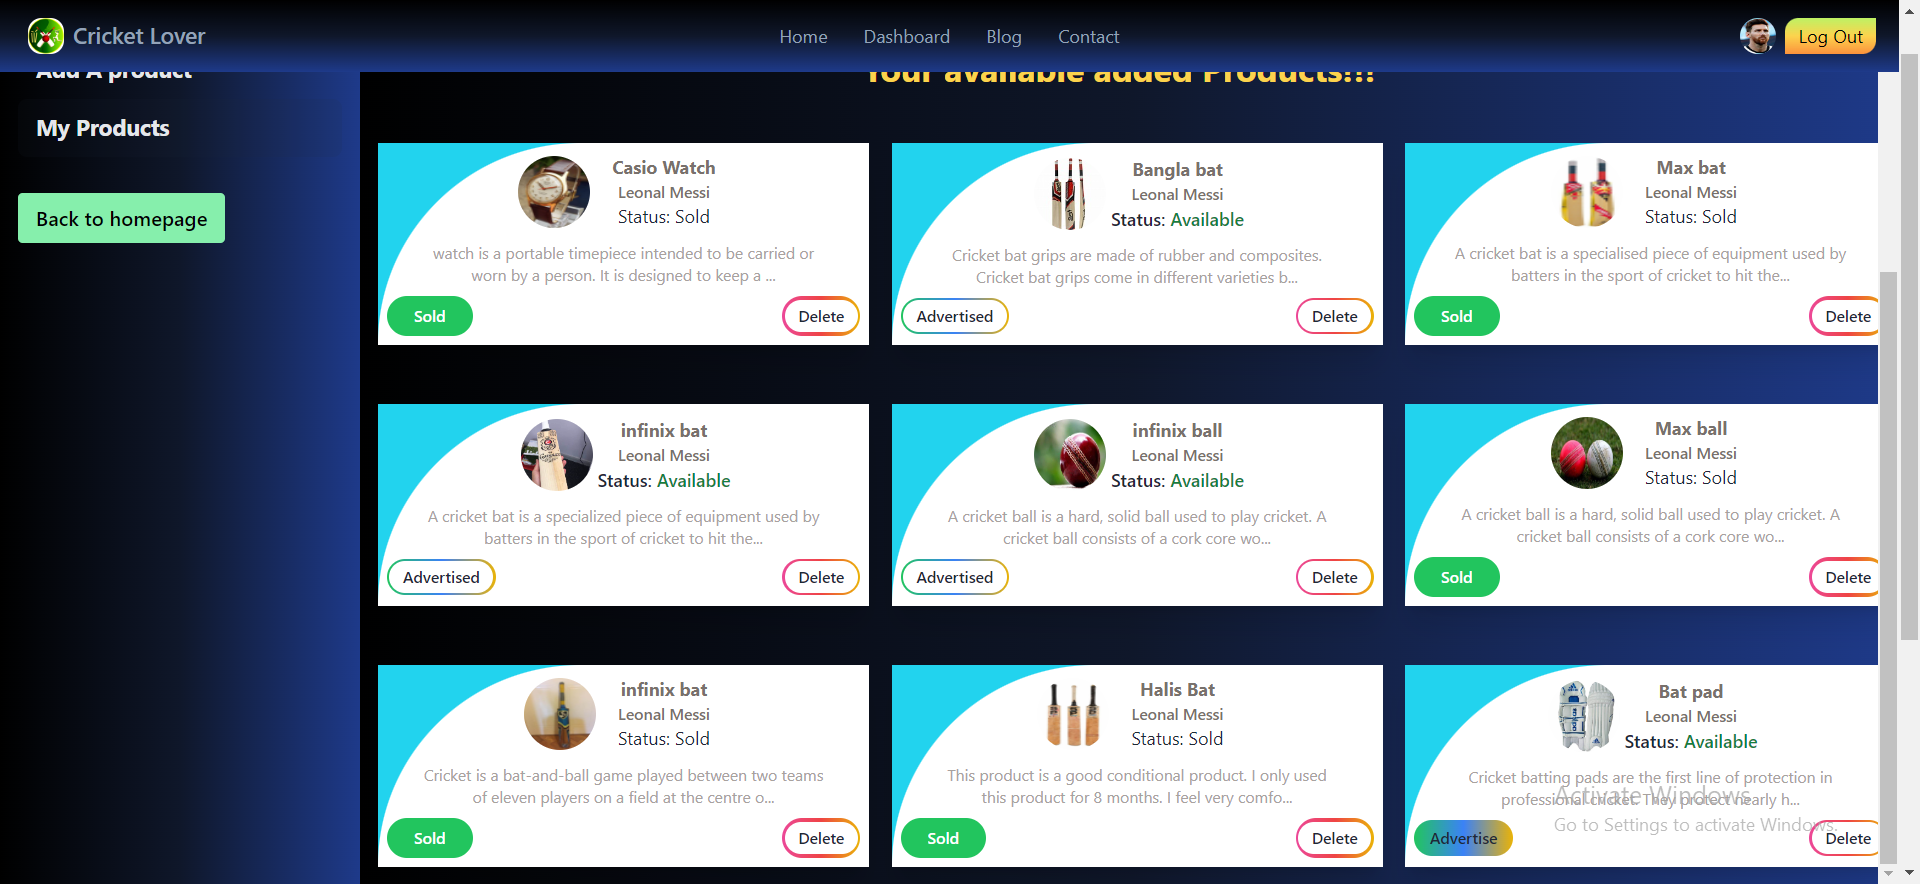 Cricket Lover
Home
Dashboard
Blog
Contact
Log Out
Add A product
My Products
Back to homepage
Your available added Products!!!
Casio Watch
Leonal Messi
Status: Sold
watch is a portable timepiece intended to be carried or
worn by a person. It is designed to keep a ...
Sold
Delete
Bangla bat
Leonal Messi
Status: Available
Cricket bat grips are made of rubber and composites.
Cricket bat grips come in different varieties b...
Advertised
Delete
Max bat
Leonal Messi
Status: Sold
A cricket bat is a specialised piece of equipment used by
batters in the sport of cricket to hit the...
Sold
Delete
infinix bat
Leonal Messi
Status: Available
A cricket bat is a specialized piece of equipment used by
batters in the sport of cricket to hit the...
Advertised
Delete
infinix ball
Leonal Messi
Status: Available
A cricket ball is a hard, solid ball used to play cricket. A
cricket ball consists of a cork core wo...
Advertised
Delete
Max ball
Leonal Messi
Status: Sold
A cricket ball is a hard, solid ball used to play cricket. A
cricket ball consists of a cork core wo...
Sold
Delete
infinix bat
Leonal Messi
Status: Sold
Cricket is a bat-and-ball game played between two teams
of eleven players on a field at the centre o...
Sold
Delete
Halis Bat
Leonal Messi
Status: Sold
This product is a good conditional product. I only used
this product for 8 months. I feel very comfo...
Sold
Delete
Bat pad
Leonal Messi
Status: Available
Cricket batting pads are the first line of protection in
professional cricket. They protect nearly h...
Advertise
Delete
Activate Windows
Go to Settings to activate Windows.